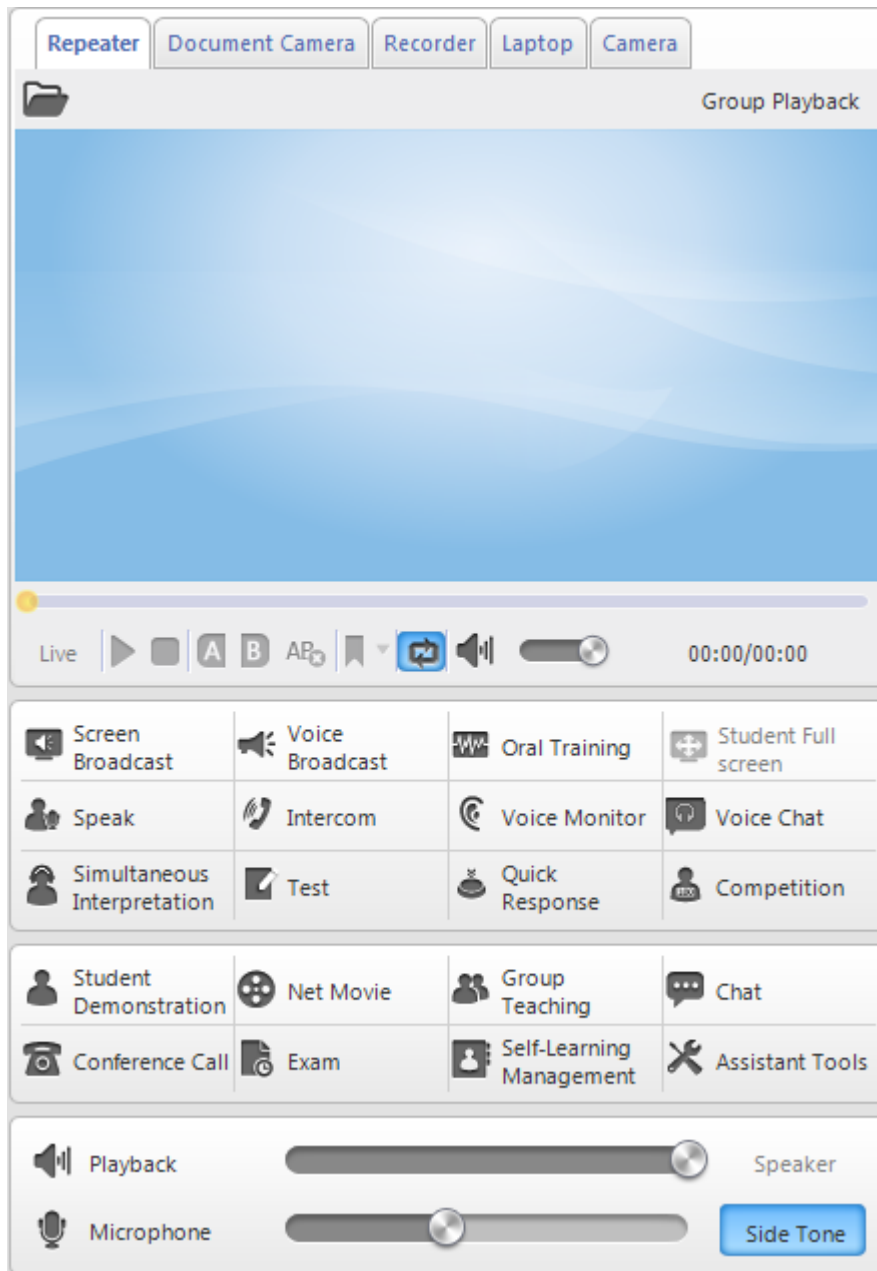 Repeater Document Camera Recorder Laptop Camera
Group Playback
Live A B AB 00:00/00:00
Screen Broadcast
Voice Broadcast
Oral Training
Student Full screen
Speak
Intercom
Voice Monitor
Voice Chat
Simultaneous Interpretation
Test
Quick Response
Competition
Student Demonstration
Net Movie
Group Teaching
Chat
Conference Call
Exam
Self-Learning Management
Assistant Tools
Playback
Speaker
Microphone
Side Tone